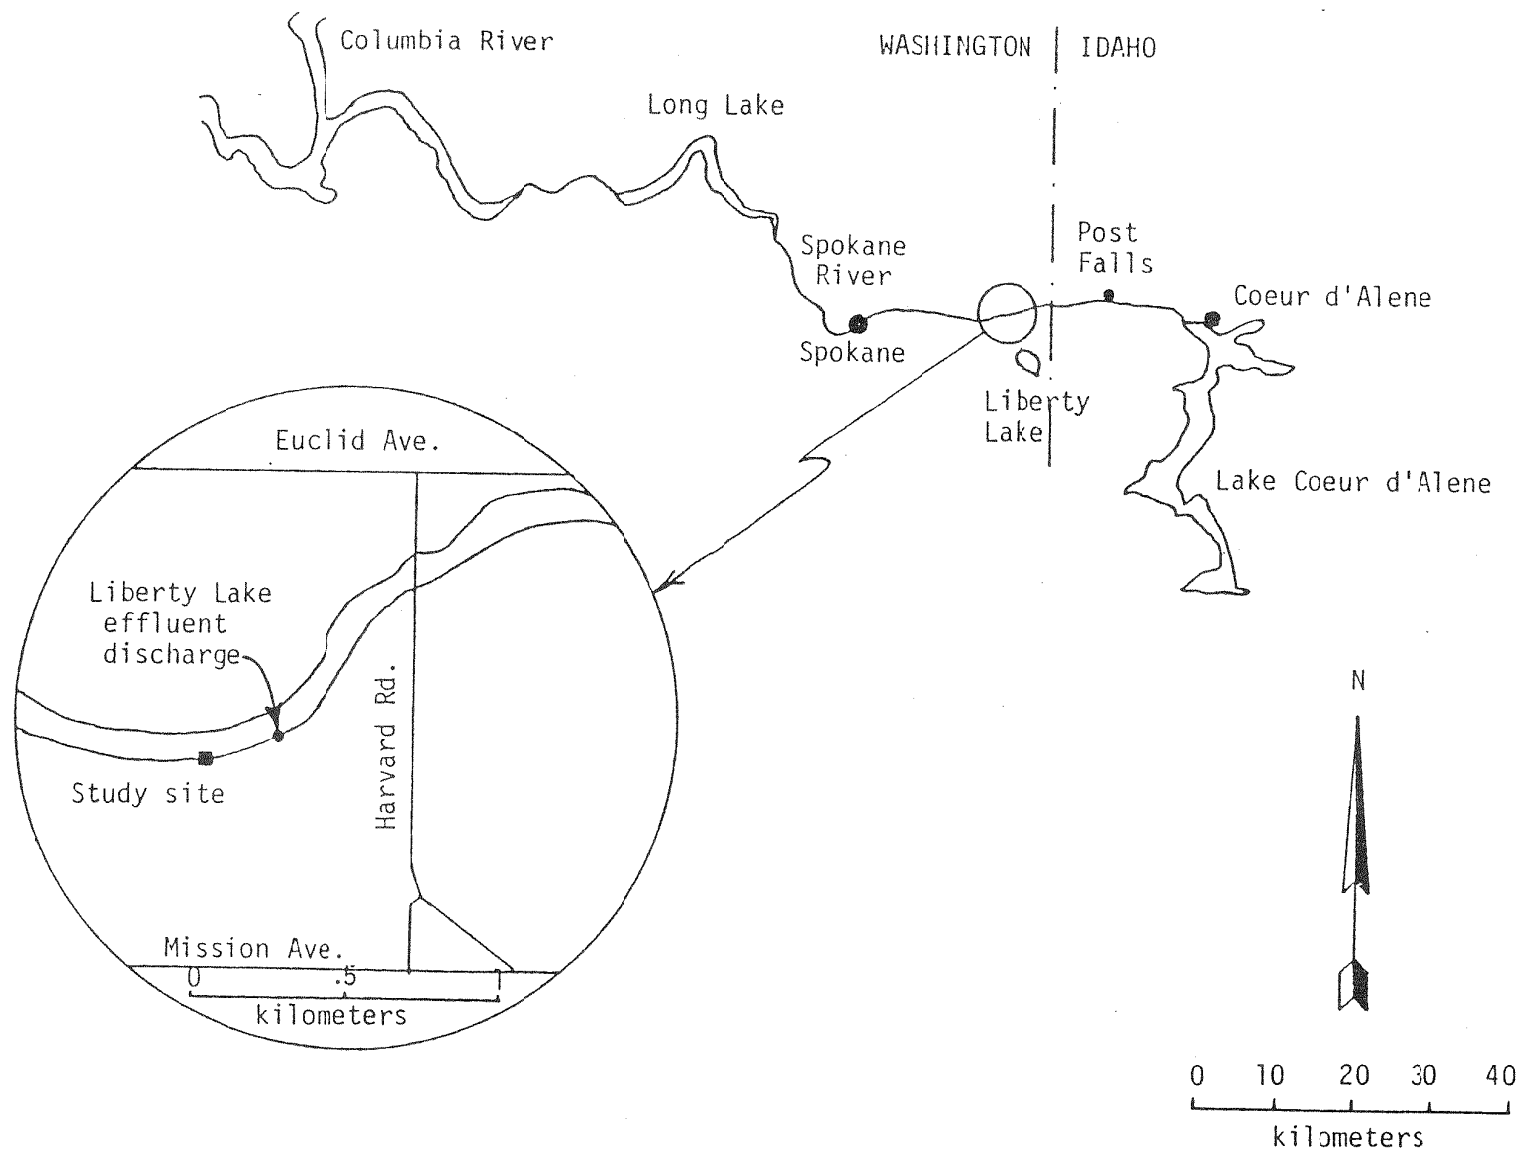 Columbia River
WASHINGTON
IDAHO
Long Lake
Spokane
River
Post
Falls
Coeur d'Alene
Spokane
Liberty
Lake
Lake Coeur d'Alene
Euclid Ave.
Liberty Lake
effluent
discharge
Harvard Rd.
Study site
Mission Ave.
0 .5 1
kilometers
N
0 10 20 30 40
kilometers